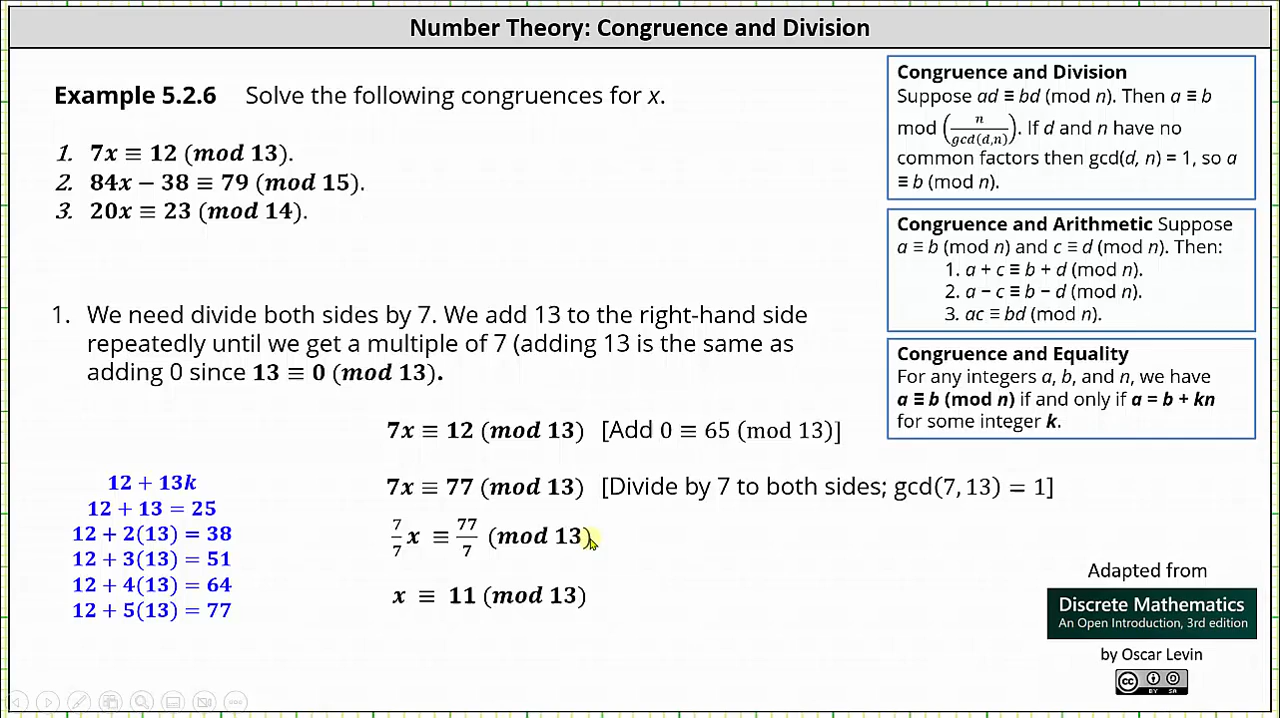 Number Theory: Congruence and Division
Example 5.2.6 Solve the following congruences for x.
1. 7x ≡ 12 (mod 13).
2. 84x − 38 ≡ 79 (mod 15).
3. 20x ≡ 23 (mod 14).
1. We need divide both sides by 7. We add 13 to the right-hand side
repeatedly until we get a multiple of 7 (adding 13 is the same as
adding 0 since 13 ≡ 0 (mod 13).
7x ≡ 12 (mod 13) [Add 0 ≡ 65 (mod 13)]
7x ≡ 77 (mod 13) [Divide by 7 to both sides; gcd(7, 13) = 1]
7/7 x ≡ 77/7 (mod 13)
x ≡ 11 (mod 13)
12 + 13k
12 + 13 = 25
12 + 2(13) = 38
12 + 3(13) = 51
12 + 4(13) = 64
12 + 5(13) = 77
Congruence and Division
Suppose ad ≡ bd (mod n). Then a ≡ b
mod (n/gcd(d,n)). If d and n have no
common factors then gcd(d, n) = 1, so a
≡ b (mod n).
Congruence and Arithmetic Suppose
a ≡ b (mod n) and c ≡ d (mod n). Then:
1. a + c ≡ b + d (mod n).
2. a − c ≡ b − d (mod n).
3. ac ≡ bd (mod n).
Congruence and Equality
For any integers a, b, and n, we have
a ≡ b (mod n) if and only if a = b + kn
for some integer k.
Adapted from
Discrete Mathematics
An Open Introduction, 3rd edition
by Oscar Levin
cc
BY SA